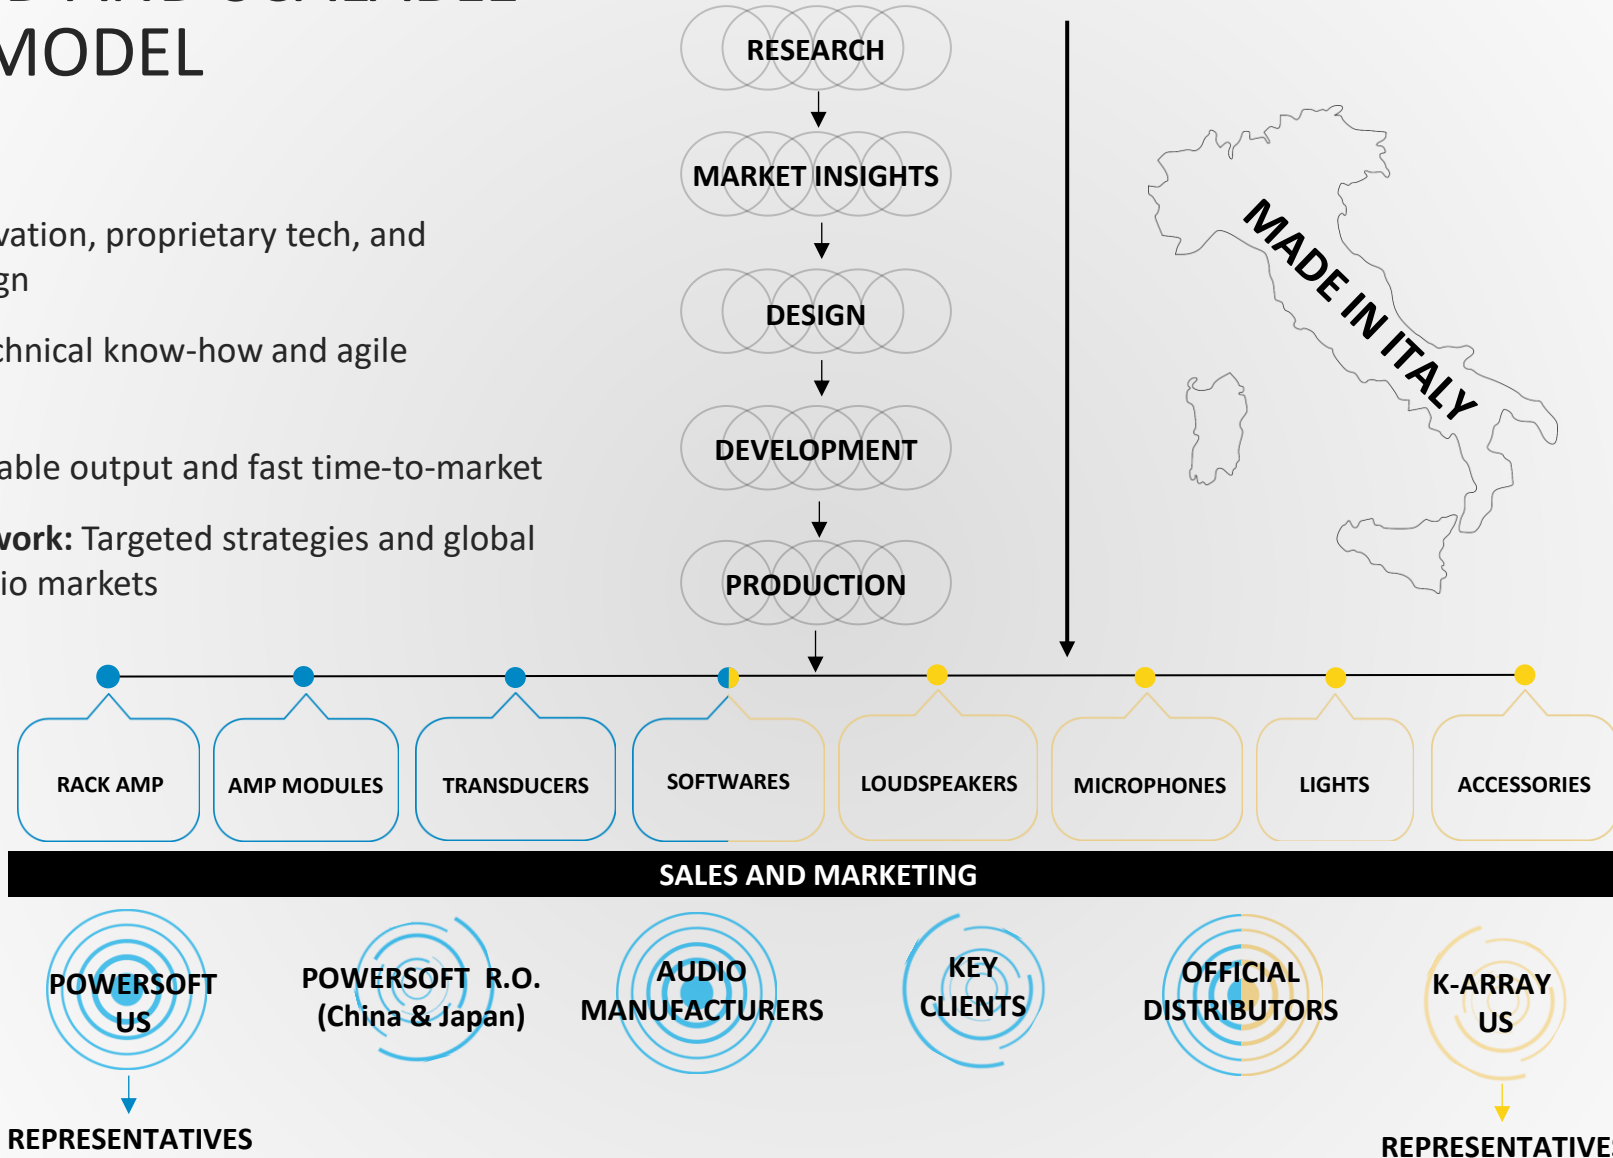 MODEL
vation, proprietary tech, and
gn
chnical know-how and agile
able output and fast time-to-market
work: Targeted strategies and global
io markets
RESEARCH
MARKET INSIGHTS
DESIGN
DEVELOPMENT
PRODUCTION
MADE IN ITALY
RACK AMP
AMP MODULES
TRANSDUCERS
SOFTWARES
LOUDSPEAKERS
MICROPHONES
LIGHTS
ACCESSORIES
SALES AND MARKETING
POWERSOFT
US
POWERSOFT R.O.
(China & Japan)
AUDIO
MANUFACTURERS
KEY
CLIENTS
OFFICIAL
DISTRIBUTORS
K-ARRAY
US
REPRESENTATIVES
REPRESENTATIVES